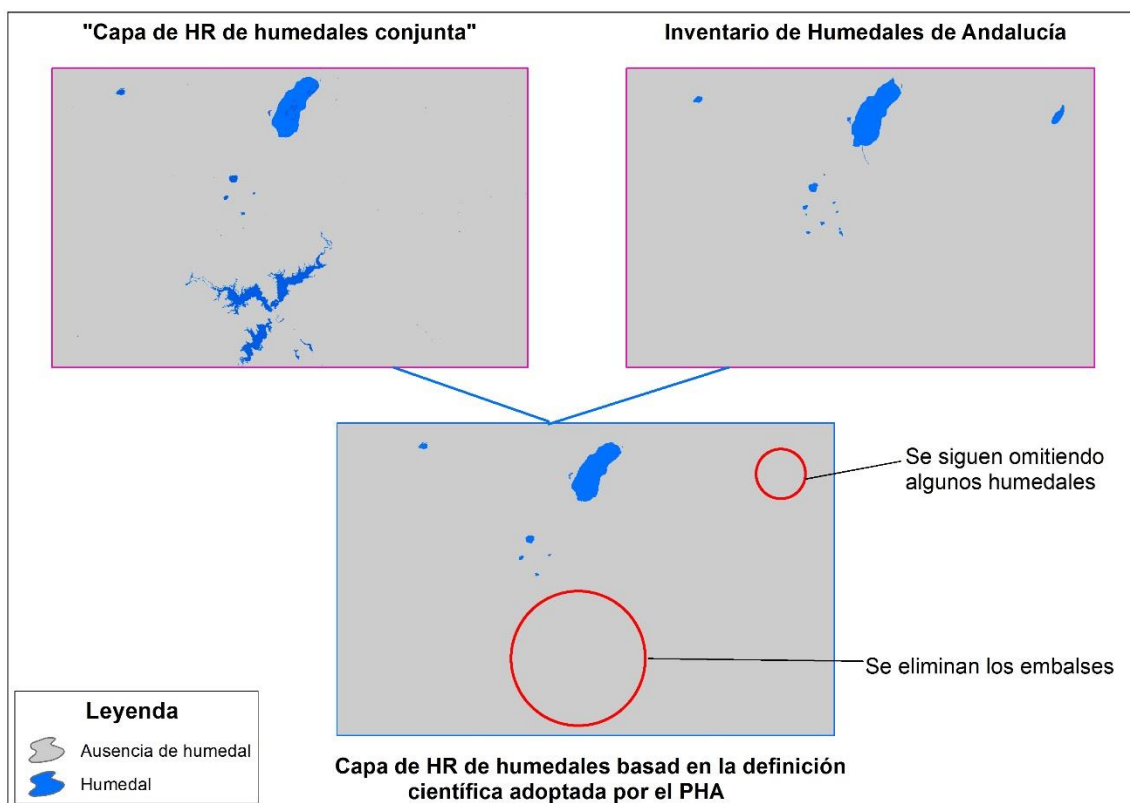 "Capa de HR de humedales conjunta"
Inventario de Humedales de Andalucía
Se siguen omitiendo
algunos humedales
Se eliminan los embalses
Leyenda
Ausencia de humedal
Humedal
Capa de HR de humedales basad en la definición
científica adoptada por el PHA